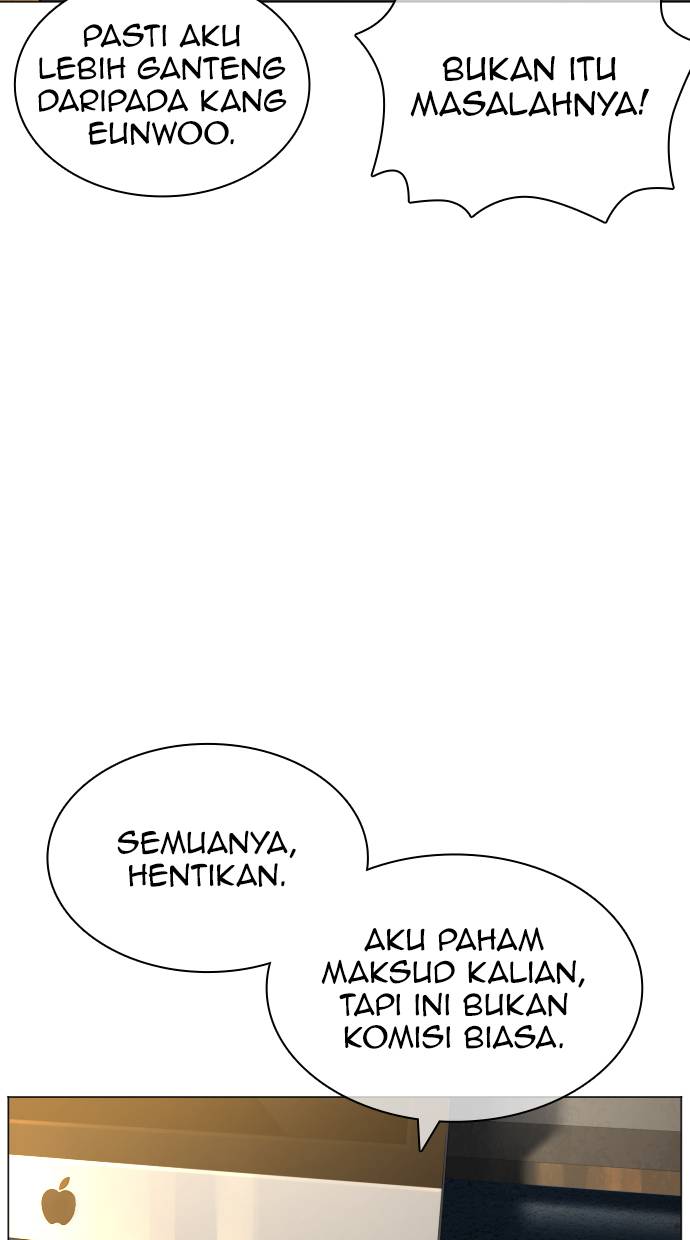 PASTI AKU
LEBIH GANTENG
DARIPADA KANG
EUNWOO.
BUKAN ITU
MASALAHNYA!
SEMUANYA,
HENTIKAN.
AKU PAHAM
MAKSUD KALIAN,
TAPI INI BUKAN
KOMISI BIASA.